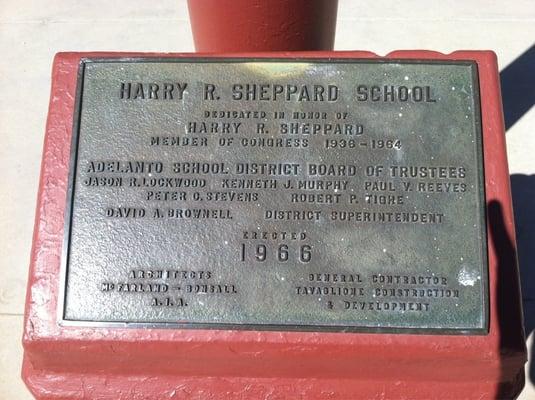 HARRY R. SHEPPARD SCHOOL
DEDICATED IN HONOR OF
HARRY R. SHEPPARD
MEMBER OF CONGRESS 1936-1964
ADELANTO SCHOOL DISTRICT BOARD OF TRUSTEES
JASON R. LOCKWOOD KENNETH J. MURPHY PAUL V. REEVES
PETER C. STEVENS ROBERT P. TIGHE
DAVID A. BROWNELL DISTRICT SUPERINTENDENT
ERECTED
1966
ARCHITECTS GENERAL CONTRACTOR
MCFARLAND - BONSALL TAVAGLIONE CONSTRUCTION
A.I.A. & DEVELOPMENT